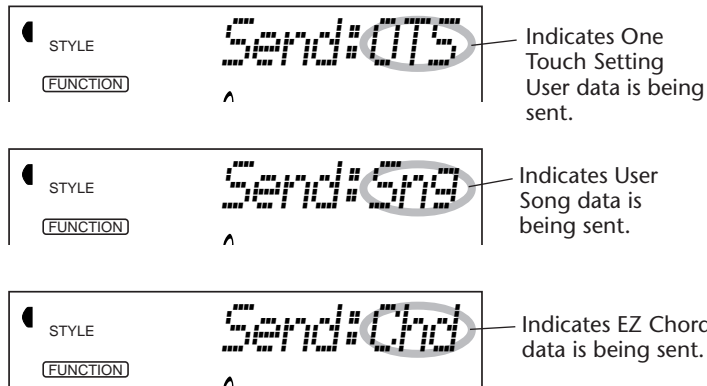 STYLE
FUNCTION
Send:OTS
Indicates One
Touch Setting
User data is being
sent.
STYLE
FUNCTION
Send:Sng
Indicates User
Song data is
being sent.
STYLE
FUNCTION
Send:Chd
Indicates EZ Chord
data is being sent.